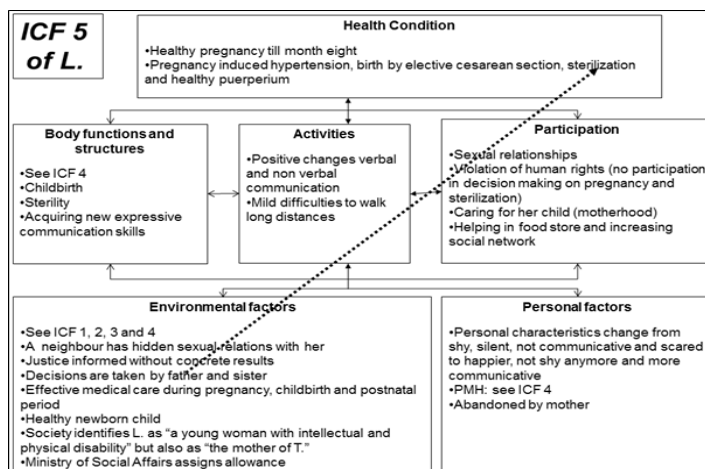 ICF 5
of L.
Health Condition
•Healthy pregnancy till month eight
•Pregnancy induced hypertension, birth by elective cesarean section, sterilization
and healthy puerperium
Body functions and
structures
•See ICF 4
•Childbirth
•Sterility
•Acquiring new expressive
communication skills
Activities
•Positive changes verbal
and non verbal
communication
•Mild difficulties to walk
long distances
Participation
•Sexual relationships
•Violation of human rights (no participation
in decision making on pregnancy and
sterilization)
•Caring for her child (motherhood)
•Helping in food store and increasing
social network
Environmental factors
•See ICF 1, 2, 3 and 4
•A neighbour has hidden sexual relations with her
•Justice informed without concrete results
•Decisions are taken by father and sister
•Effective medical care during pregnancy, childbirth and postnatal
period
•Healthy newborn child
•Society identifies L. as “a young woman with intellectual and
physical disability” but also as “the mother of T.”
•Ministry of Social Affairs assigns allowance
Personal factors
•Personal characteristics change from
shy, silent, not communicative and scared
to happier, not shy anymore and more
communicative
•PMH: see ICF 4
•Abandoned by mother